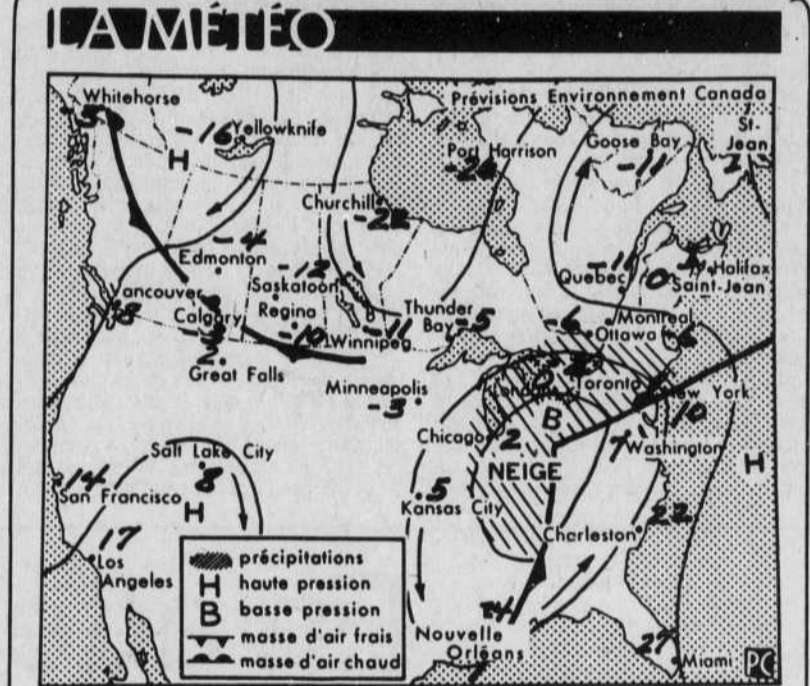 LA MÉTÉO
Whitehorse
Prévisions Environnement Canada
-16 Yellowknife
H
Port Harrison
Goose Bay
-11
St-
Jean
Churchill
-22
-4
Edmonton
-12
Saskatoon
Quebec
Halifax
Saint-Jean
Vancouver
Calgary
Regina
-10
-11
Winnipeg
Thunder
Bay -5
-6
Montreal
Ottawa
2
Great Falls
Toronto
New York
10
Minneapolis
-3
B
Chicago
2
Washington
NEIGE
Salt Lake City
8
14
San Francisco
H
5
Kansas City
H
17
Los
Angeles
Charleston
22
précipitations
H haute pression
B basse pression
masse d'air frais
masse d'air chaud
Nouvelle
Orléans
Miami
PC